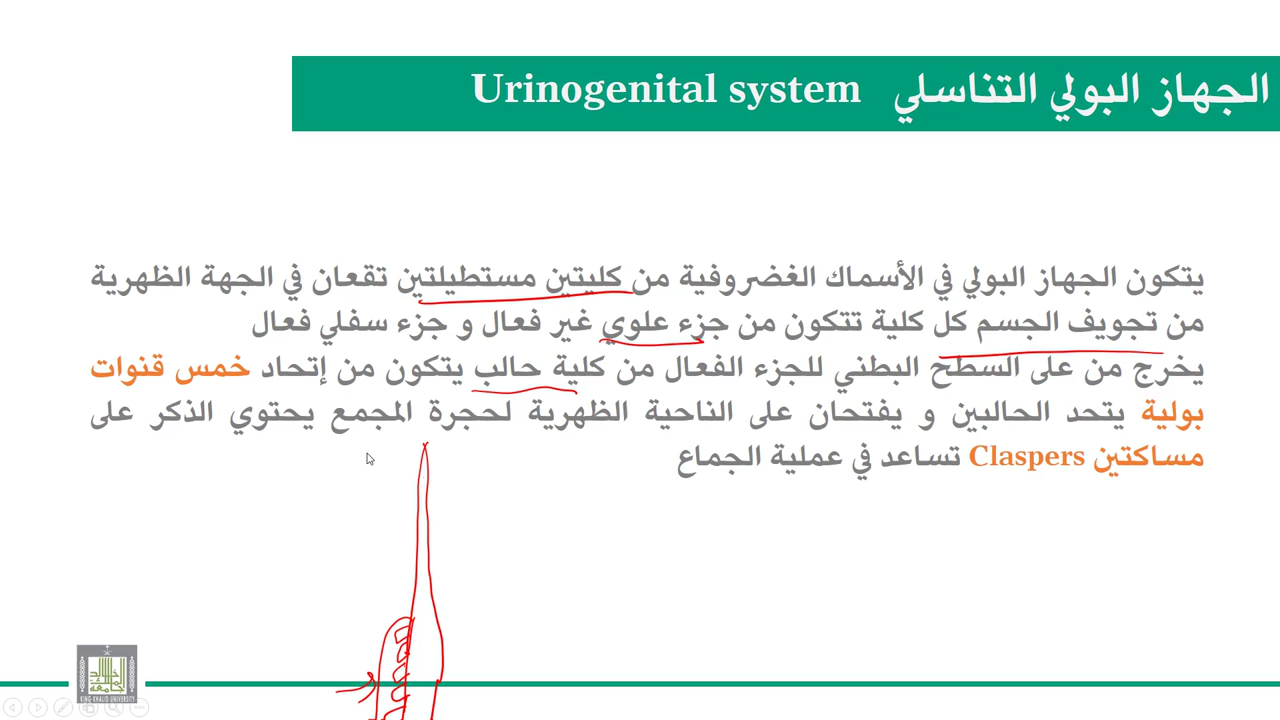 الجهاز البولي التناسلي Urinogenital system
يتكون الجهاز البولي في الأسماك الغضروفية من كليتين مستطيلتين تقعان في الجهة الظهرية
من تجويف الجسم كل كلية تتكون من جزء علوي غير فعال و جزء سفلي فعال
يخرج من على السطح البطني للجزء الفعال من كلية حالب يتكون من إتحاد خمس قنوات
بولية يتحد الحالبين و يفتحان على الناحية الظهرية لحجرة المجمع يحتوي الذكر على
مساكتين Claspers تساعد في عملية الجماع
KING KHALID UNIVERSITY